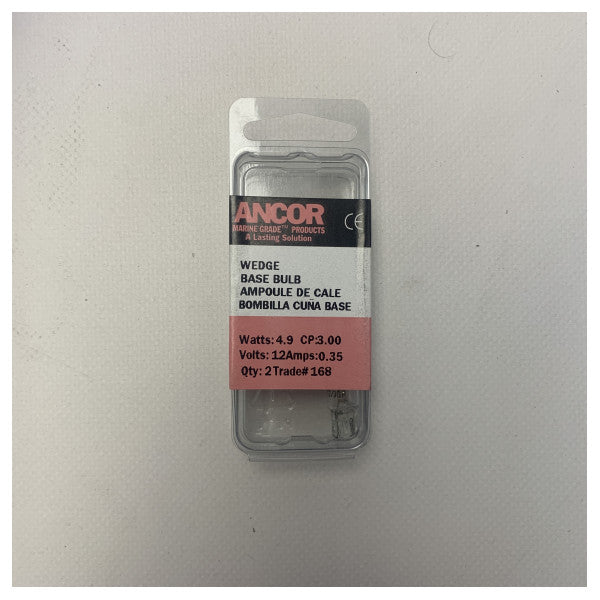 ANCOR
MARINE GRADE™ PRODUCTS
A Lasting Solution
CE
WEDGE
BASE BULB
AMPOULE DE CALE
BOMBILLA CUÑA BASE
Watts:4.9 CP:3.00
Volts: 12Amps:0.35
Qty: 2Trade# 168